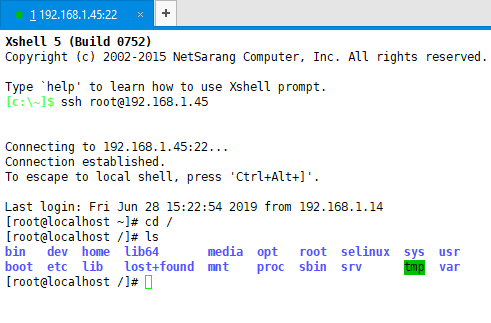 1 192.168.1.45:22 × +
Xshell 5 (Build 0752)
Copyright (c) 2002-2015 NetSarang Computer, Inc. All rights reserved.
Type `help' to learn how to use Xshell prompt.
[c:\~]$ ssh root@192.168.1.45
Connecting to 192.168.1.45:22...
Connection established.
To escape to local shell, press 'Ctrl+Alt+]'.
Last login: Fri Jun 28 15:22:54 2019 from 192.168.1.14
[root@localhost ~]# cd /
[root@localhost /]# ls
bin dev home lib64 media opt root selinux sys usr
boot etc lib lost+found mnt proc sbin srv tmp var
[root@localhost /]#